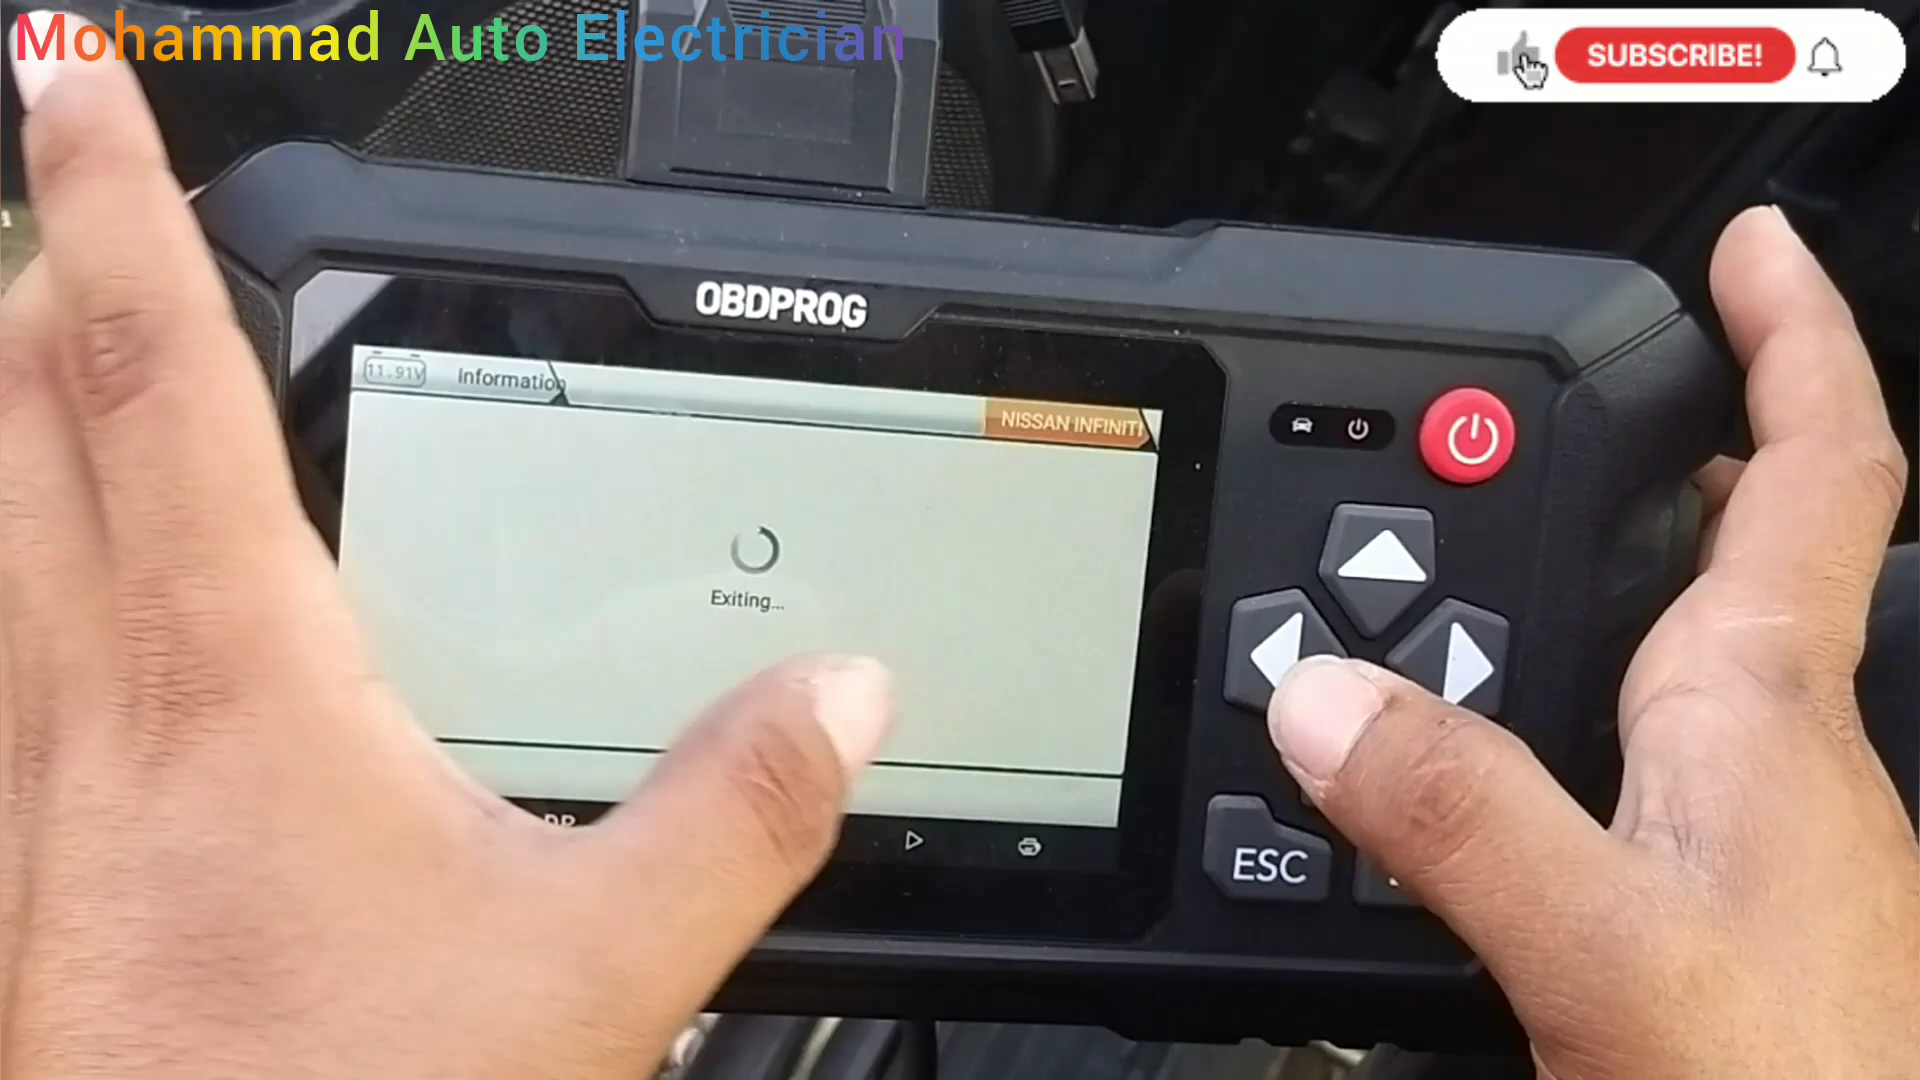 Mohammad Auto Electrician
SUBSCRIBE!
OBDPROG
11.91V
Information
NISSAN INFINITI
Exiting...
ESC